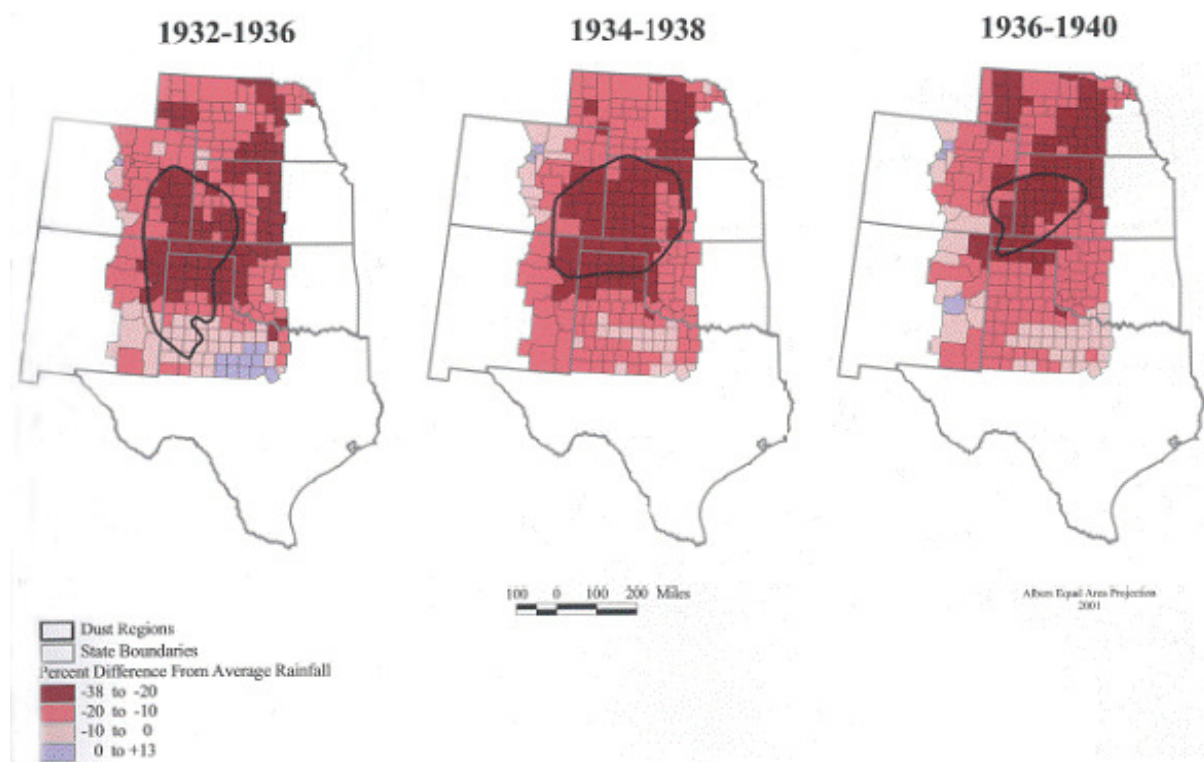 1932-1936
1934-1938
1936-1940
100 0 100 200 Miles
Albers Equal Area Projection
2001
Dust Regions
State Boundaries
Percent Difference From Average Rainfall
-38 to -20
-20 to -10
-10 to 0
0 to +13